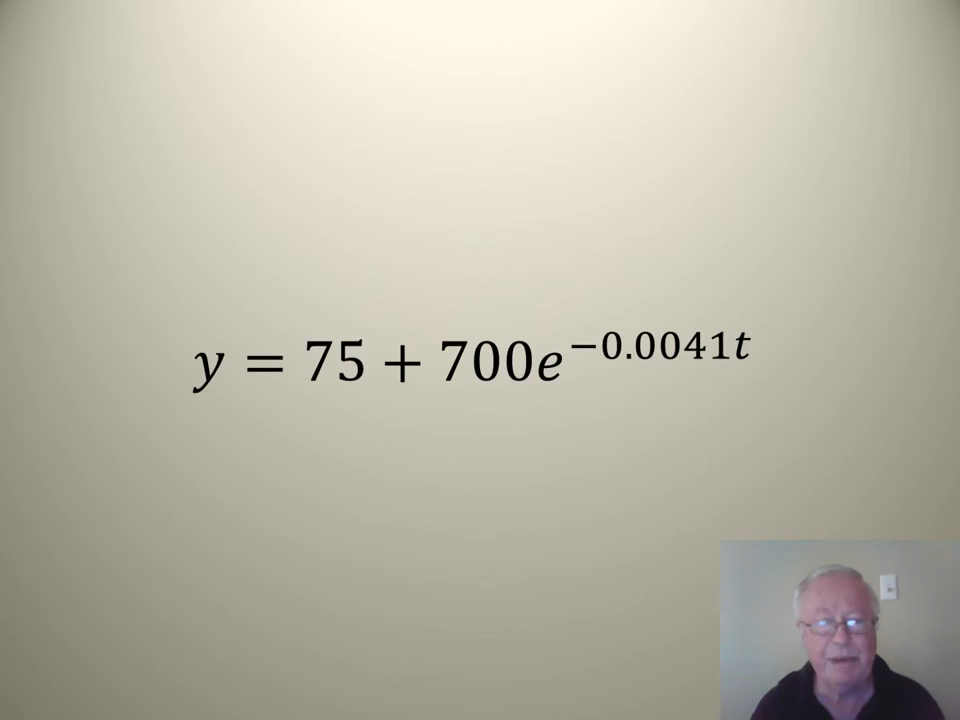 y = 75 + 700e^{−0.0041t}